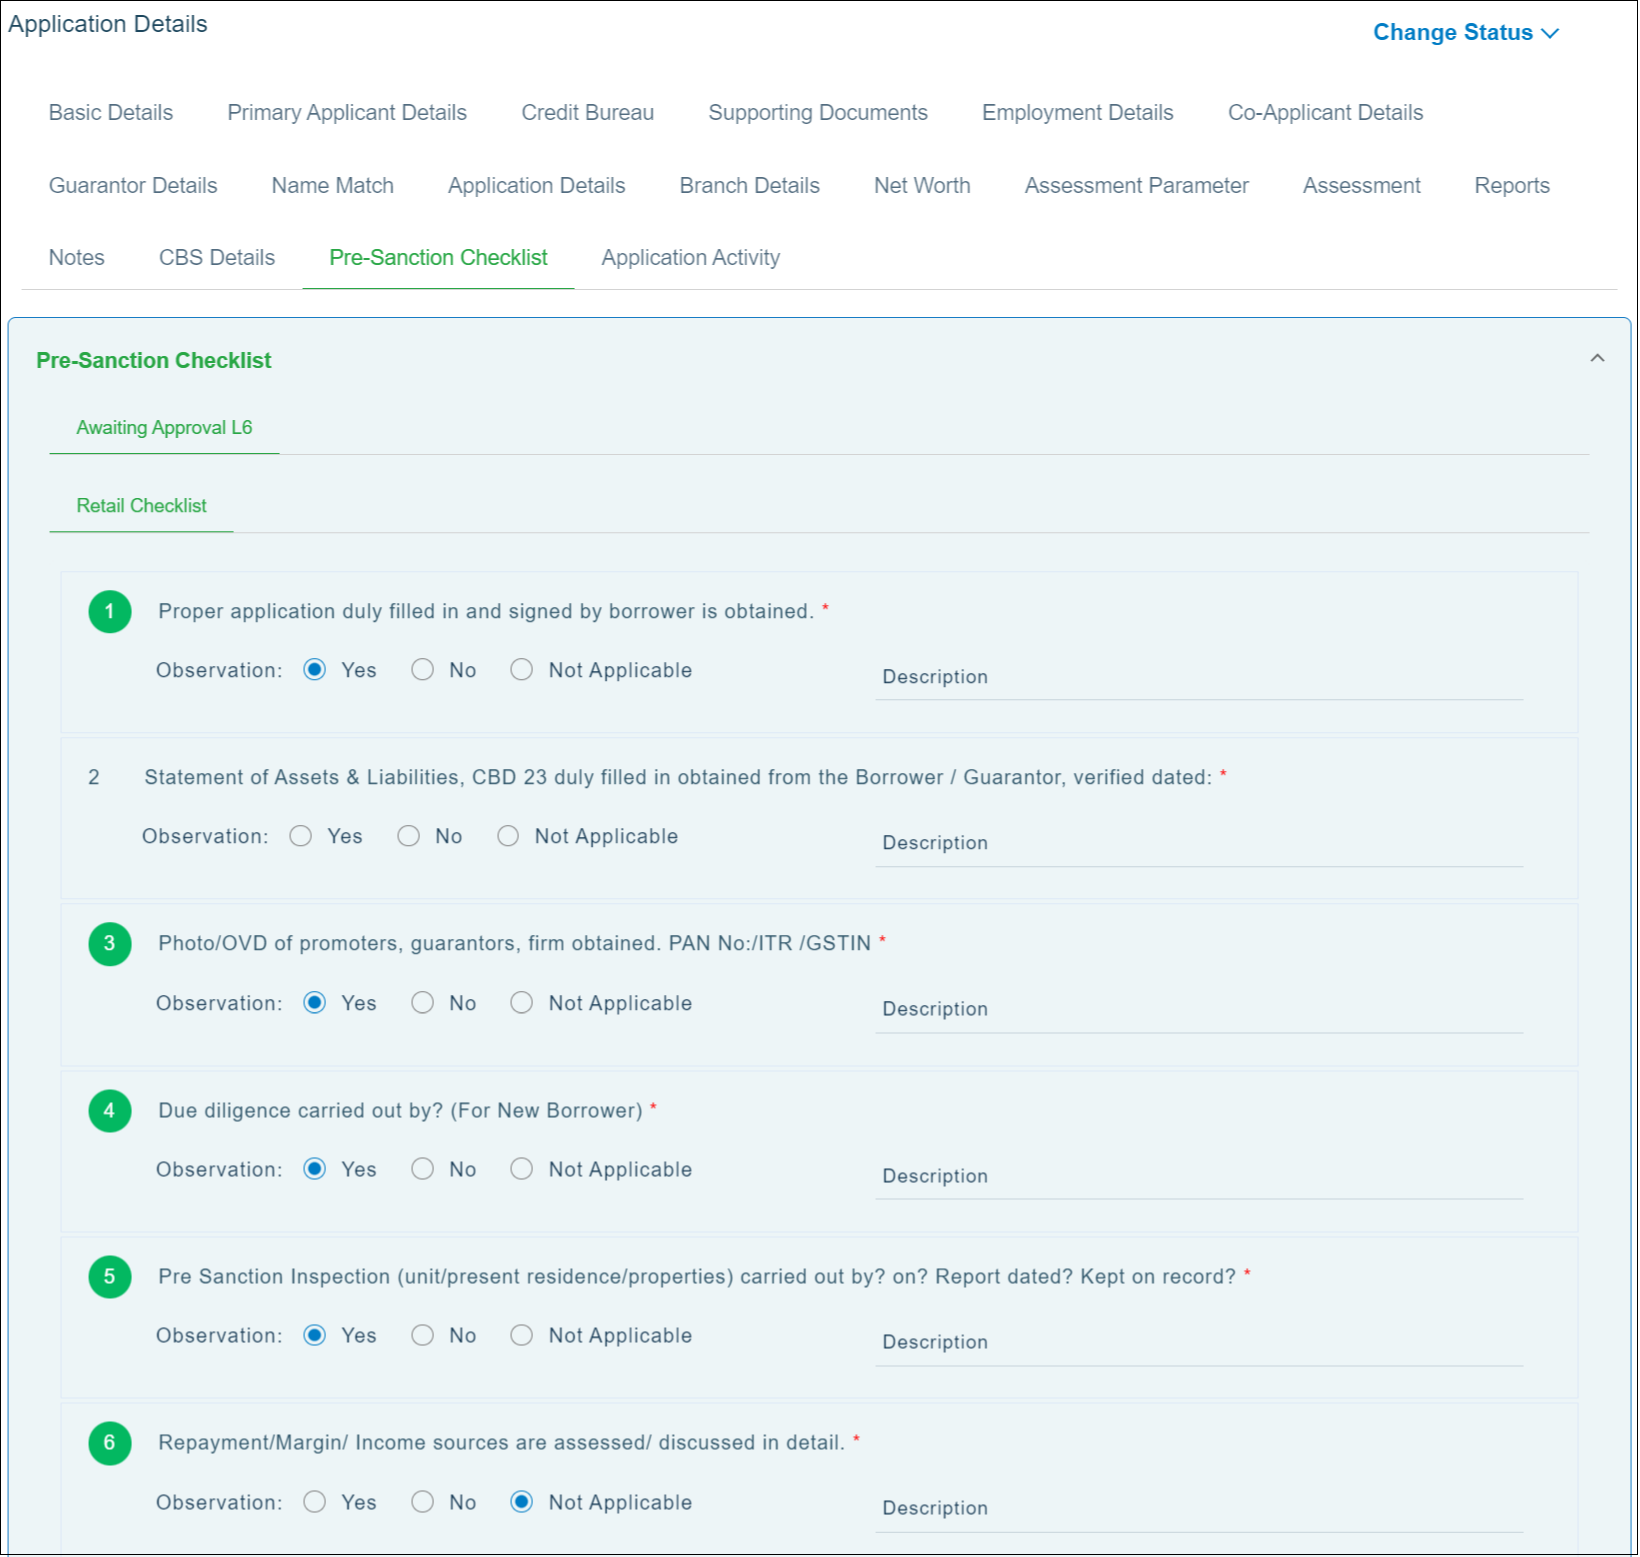 Application Details
Change Status
Basic Details Primary Applicant Details Credit Bureau Supporting Documents Employment Details Co-Applicant Details
Guarantor Details Name Match Application Details Branch Details Net Worth Assessment Parameter Assessment Reports
Notes CBS Details Pre-Sanction Checklist Application Activity
Pre-Sanction Checklist
Awaiting Approval L6
Retail Checklist
1 Proper application duly filled in and signed by borrower is obtained. *
Observation: Yes No Not Applicable Description
2 Statement of Assets & Liabilities, CBD 23 duly filled in obtained from the Borrower / Guarantor, verified dated: *
Observation: Yes No Not Applicable Description
3 Photo/OVD of promoters, guarantors, firm obtained. PAN No:/ITR /GSTIN *
Observation: Yes No Not Applicable Description
4 Due diligence carried out by? (For New Borrower) *
Observation: Yes No Not Applicable Description
5 Pre Sanction Inspection (unit/present residence/properties) carried out by? on? Report dated? Kept on record? *
Observation: Yes No Not Applicable Description
6 Repayment/Margin/ Income sources are assessed/ discussed in detail. *
Observation: Yes No Not Applicable Description